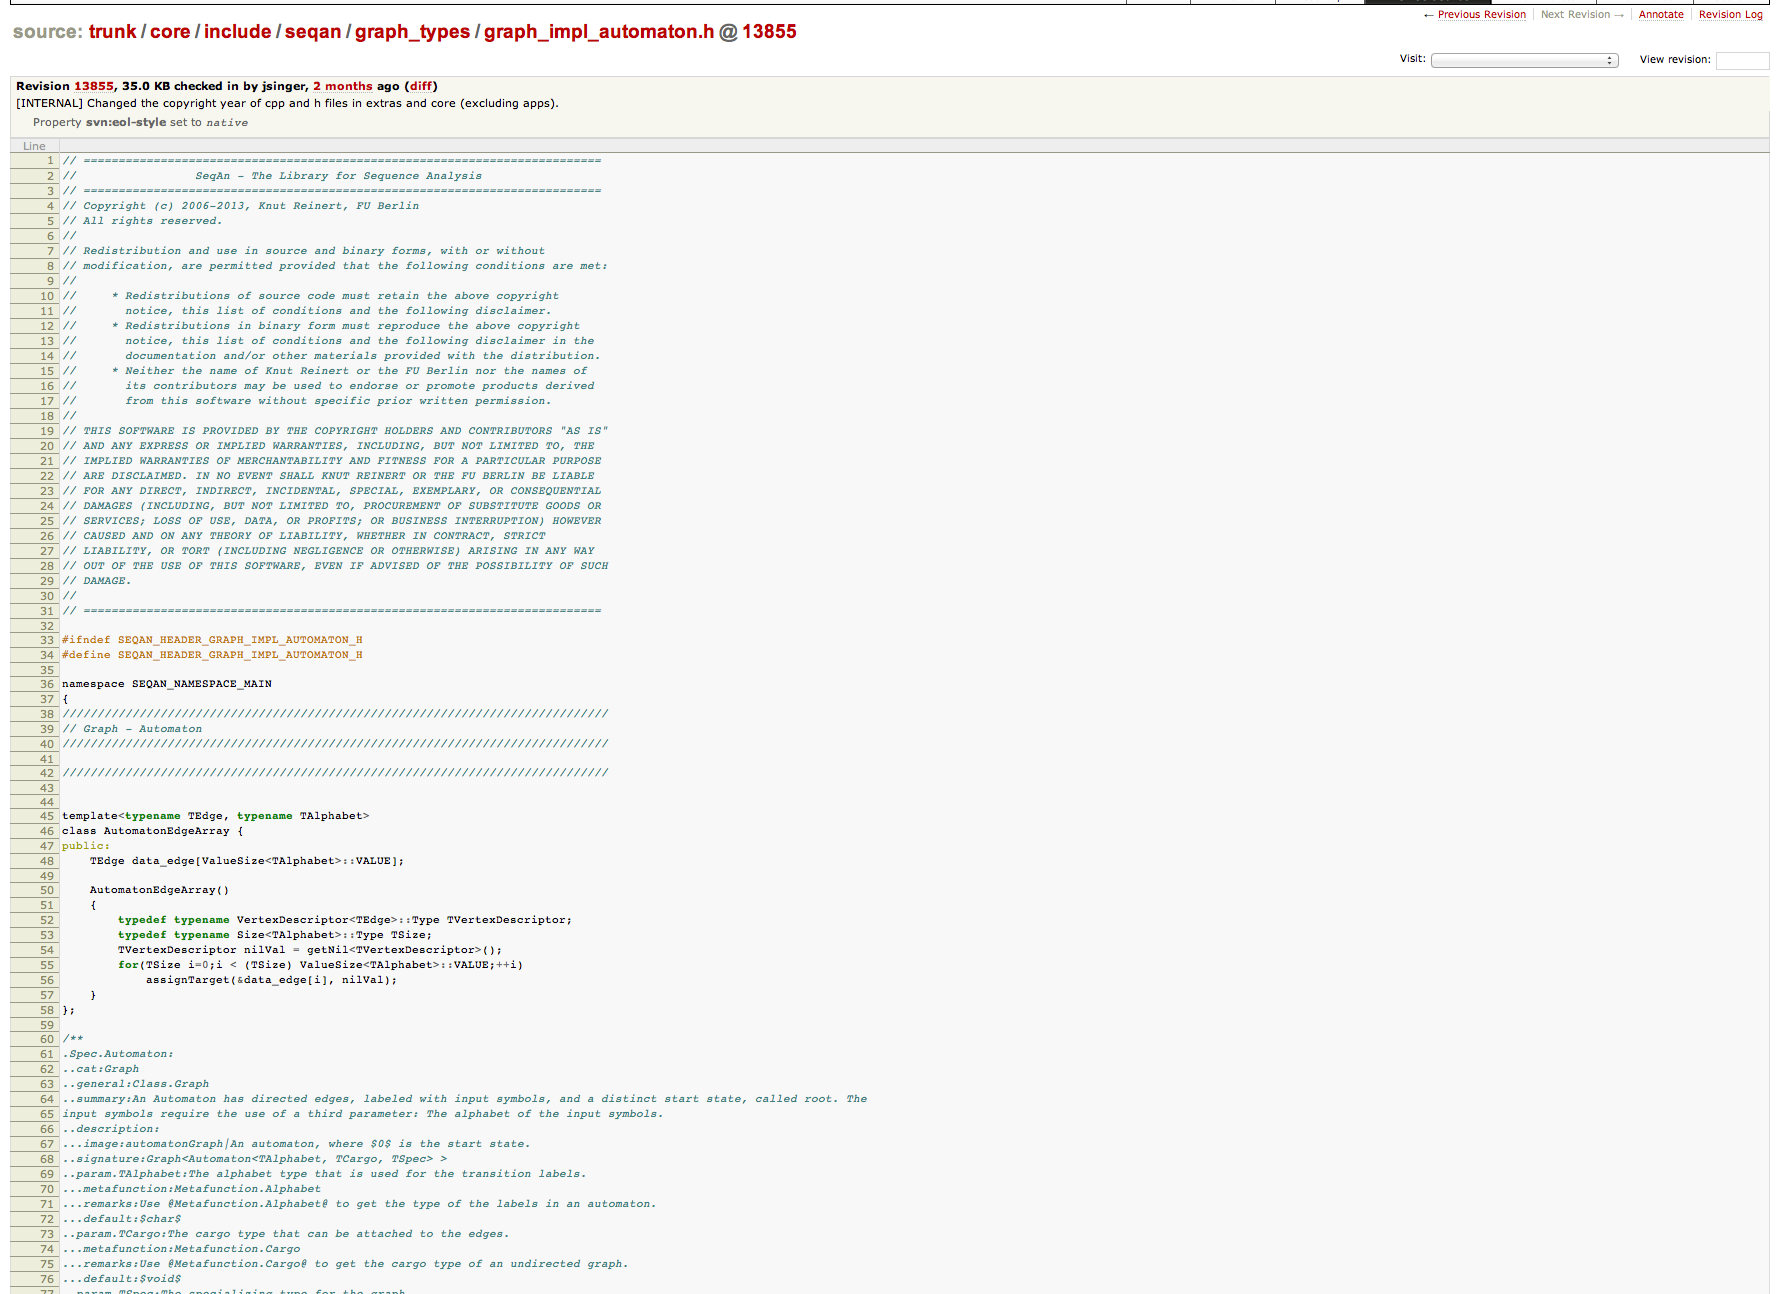 ← Previous Revision Next Revision → Annotate Revision Log
source: trunk / core / include / seqan / graph_types / graph_impl_automaton.h @ 13855
Visit: View revision:
Revision 13855, 35.0 KB checked in by jsinger, 2 months ago (diff)
[INTERNAL] Changed the copyright year of cpp and h files in extras and core (excluding apps).
Property svn:eol-style set to native
Line
1 // ==========================================================================
2 // SeqAn - The Library for Sequence Analysis
3 // ==========================================================================
4 // Copyright (c) 2006-2013, Knut Reinert, FU Berlin
5 // All rights reserved.
6 //
7 // Redistribution and use in source and binary forms, with or without
8 // modification, are permitted provided that the following conditions are met:
9 //
10 // * Redistributions of source code must retain the above copyright
11 // notice, this list of conditions and the following disclaimer.
12 // * Redistributions in binary form must reproduce the above copyright
13 // notice, this list of conditions and the following disclaimer in the
14 // documentation and/or other materials provided with the distribution.
15 // * Neither the name of Knut Reinert or the FU Berlin nor the names of
16 // its contributors may be used to endorse or promote products derived
17 // from this software without specific prior written permission.
18 //
19 // THIS SOFTWARE IS PROVIDED BY THE COPYRIGHT HOLDERS AND CONTRIBUTORS "AS IS"
20 // AND ANY EXPRESS OR IMPLIED WARRANTIES, INCLUDING, BUT NOT LIMITED TO, THE
21 // IMPLIED WARRANTIES OF MERCHANTABILITY AND FITNESS FOR A PARTICULAR PURPOSE
22 // ARE DISCLAIMED. IN NO EVENT SHALL KNUT REINERT OR THE FU BERLIN BE LIABLE
23 // FOR ANY DIRECT, INDIRECT, INCIDENTAL, SPECIAL, EXEMPLARY, OR CONSEQUENTIAL
24 // DAMAGES (INCLUDING, BUT NOT LIMITED TO, PROCUREMENT OF SUBSTITUTE GOODS OR
25 // SERVICES; LOSS OF USE, DATA, OR PROFITS; OR BUSINESS INTERRUPTION) HOWEVER
26 // CAUSED AND ON ANY THEORY OF LIABILITY, WHETHER IN CONTRACT, STRICT
27 // LIABILITY, OR TORT (INCLUDING NEGLIGENCE OR OTHERWISE) ARISING IN ANY WAY
28 // OUT OF THE USE OF THIS SOFTWARE, EVEN IF ADVISED OF THE POSSIBILITY OF SUCH
29 // DAMAGE.
30 //
31 // ==========================================================================
32
33 #ifndef SEQAN_HEADER_GRAPH_IMPL_AUTOMATON_H
34 #define SEQAN_HEADER_GRAPH_IMPL_AUTOMATON_H
35
36 namespace SEQAN_NAMESPACE_MAIN
37 {
38 //////////////////////////////////////////////////////////////////////////////
39 // Graph - Automaton
40 //////////////////////////////////////////////////////////////////////////////
41
42 //////////////////////////////////////////////////////////////////////////////
43
44
45 template<typename TEdge, typename TAlphabet>
46 class AutomatonEdgeArray {
47 public:
48 TEdge data_edge[ValueSize<TAlphabet>::VALUE];
49
50 AutomatonEdgeArray()
51 {
52 typedef typename VertexDescriptor<TEdge>::Type TVertexDescriptor;
53 typedef typename Size<TAlphabet>::Type TSize;
54 TVertexDescriptor nilVal = getNil<TVertexDescriptor>();
55 for(TSize i=0;i < (TSize) ValueSize<TAlphabet>::VALUE;++i)
56 assignTarget(&data_edge[i], nilVal);
57 }
58 };
59
60 /**
61 .Spec.Automaton:
62 ..cat:Graph
63 ..general:Class.Graph
64 ..summary:An Automaton has directed edges, labeled with input symbols, and a distinct start state, called root. The
65 input symbols require the use of a third parameter: The alphabet of the input symbols.
66 ..description:
67 ...image:automatonGraph|An automaton, where $0$ is the start state.
68 ..signature:Graph<Automaton<TAlphabet, TCargo, TSpec> >
69 ..param.TAlphabet:The alphabet type that is used for the transition labels.
70 ...metafunction:Metafunction.Alphabet
71 ...remarks:Use @Metafunction.Alphabet@ to get the type of the labels in an automaton.
72 ...default:$char$
73 ..param.TCargo:The cargo type that can be attached to the edges.
74 ...metafunction:Metafunction.Cargo
75 ...remarks:Use @Metafunction.Cargo@ to get the cargo type of an undirected graph.
76 ...default:$void$
77 ..param.TSpec:The specializing type for the graph.